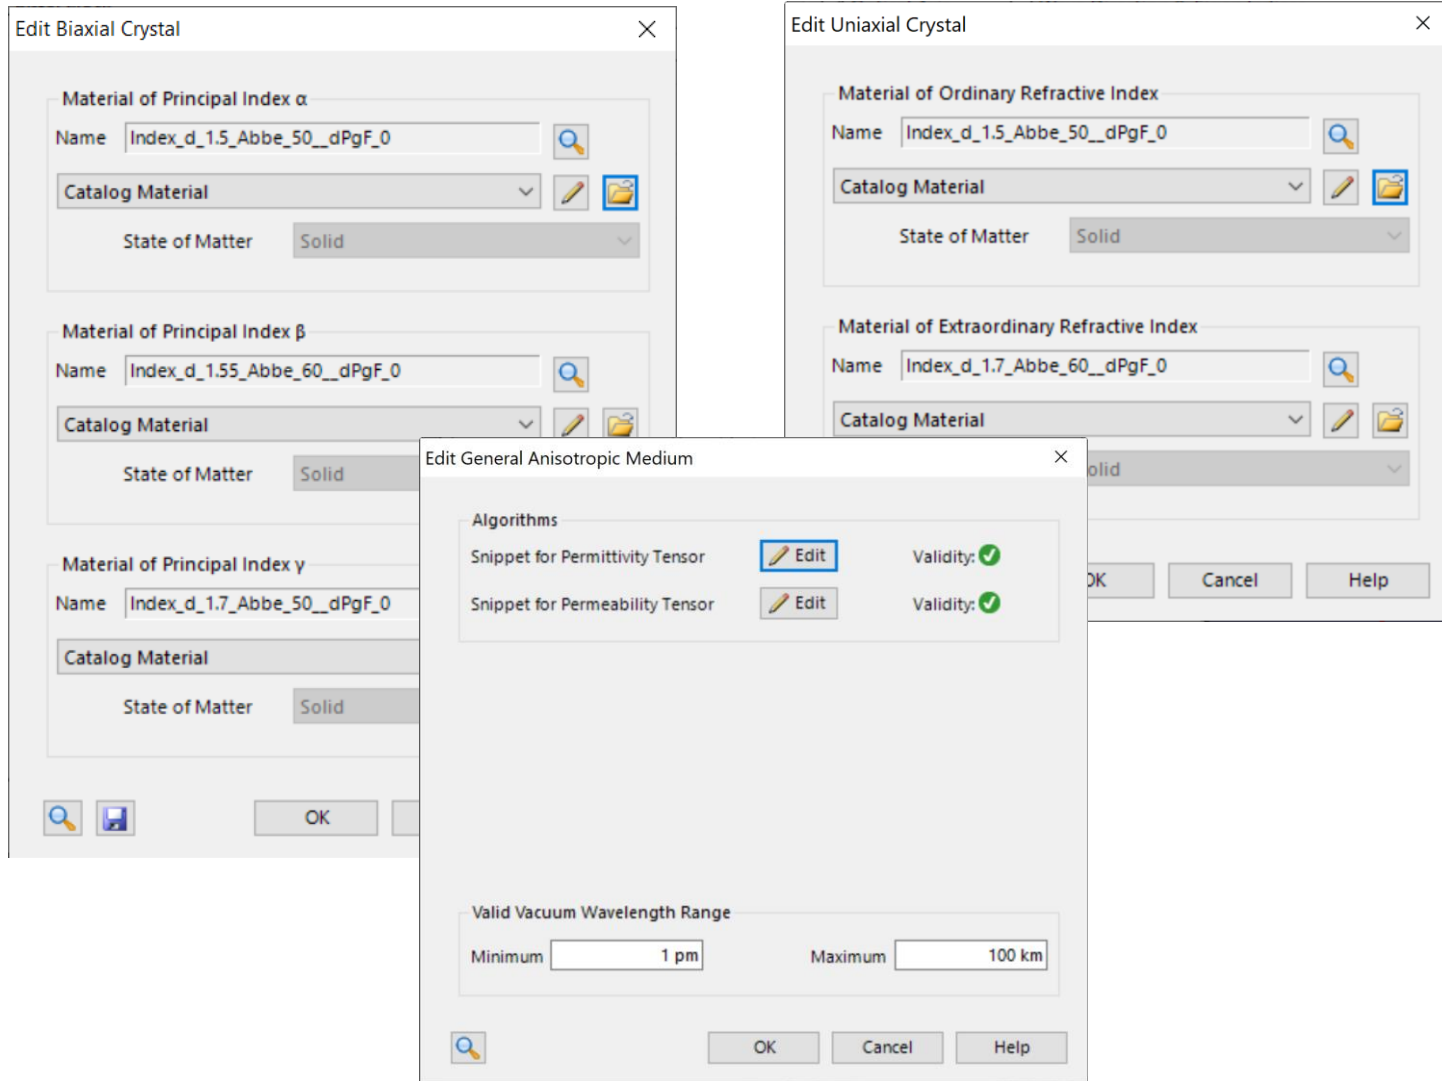 Edit Biaxial Crystal
Material of Principal Index α
Name Index_d_1.5_Abbe_50__dPgF_0
Catalog Material
State of Matter Solid
Material of Principal Index β
Name Index_d_1.55_Abbe_60__dPgF_0
Catalog Material
State of Matter Solid
Material of Principal Index γ
Name Index_d_1.7_Abbe_50__dPgF_0
Catalog Material
State of Matter Solid
OK
Edit Uniaxial Crystal
Material of Ordinary Refractive Index
Name Index_d_1.5_Abbe_50__dPgF_0
Catalog Material
State of Matter Solid
Material of Extraordinary Refractive Index
Name Index_d_1.7_Abbe_60__dPgF_0
Catalog Material
olid
OK Cancel Help
Edit General Anisotropic Medium
Algorithms
Snippet for Permittivity Tensor Edit Validity:
Snippet for Permeability Tensor Edit Validity:
Valid Vacuum Wavelength Range
Minimum 1 pm Maximum 100 km
OK Cancel Help